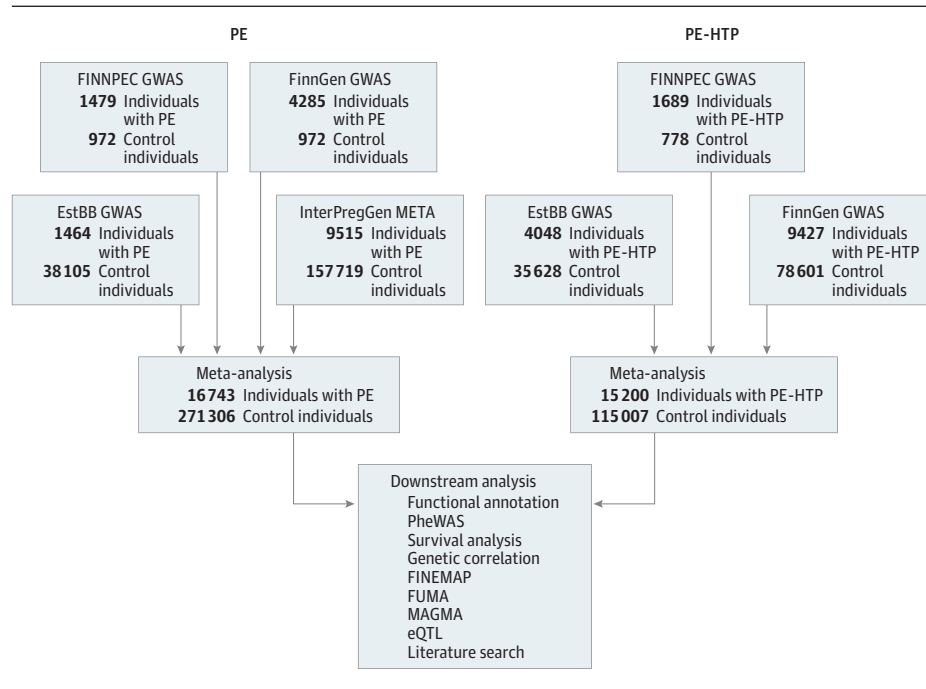 PE
PE-HTP
FINNPEC GWAS
1479 Individuals
with PE
972 Control
individuals
FinnGen GWAS
4285 Individuals
with PE
972 Control
individuals
FINNPEC GWAS
1689 Individuals
with PE-HTP
778 Control
individuals
EstBB GWAS
1464 Individuals
with PE
38105 Control
individuals
InterPregGen META
9515 Individuals
with PE
157719 Control
individuals
EstBB GWAS
4048 Individuals
with PE-HTP
35628 Control
individuals
FinnGen GWAS
9427 Individuals
with PE-HTP
78601 Control
individuals
Meta-analysis
16743 Individuals with PE
271306 Control individuals
Meta-analysis
15200 Individuals with PE-HTP
115007 Control individuals
Downstream analysis
Functional annotation
PheWAS
Survival analysis
Genetic correlation
FINEMAP
FUMA
MAGMA
eQTL
Literature search